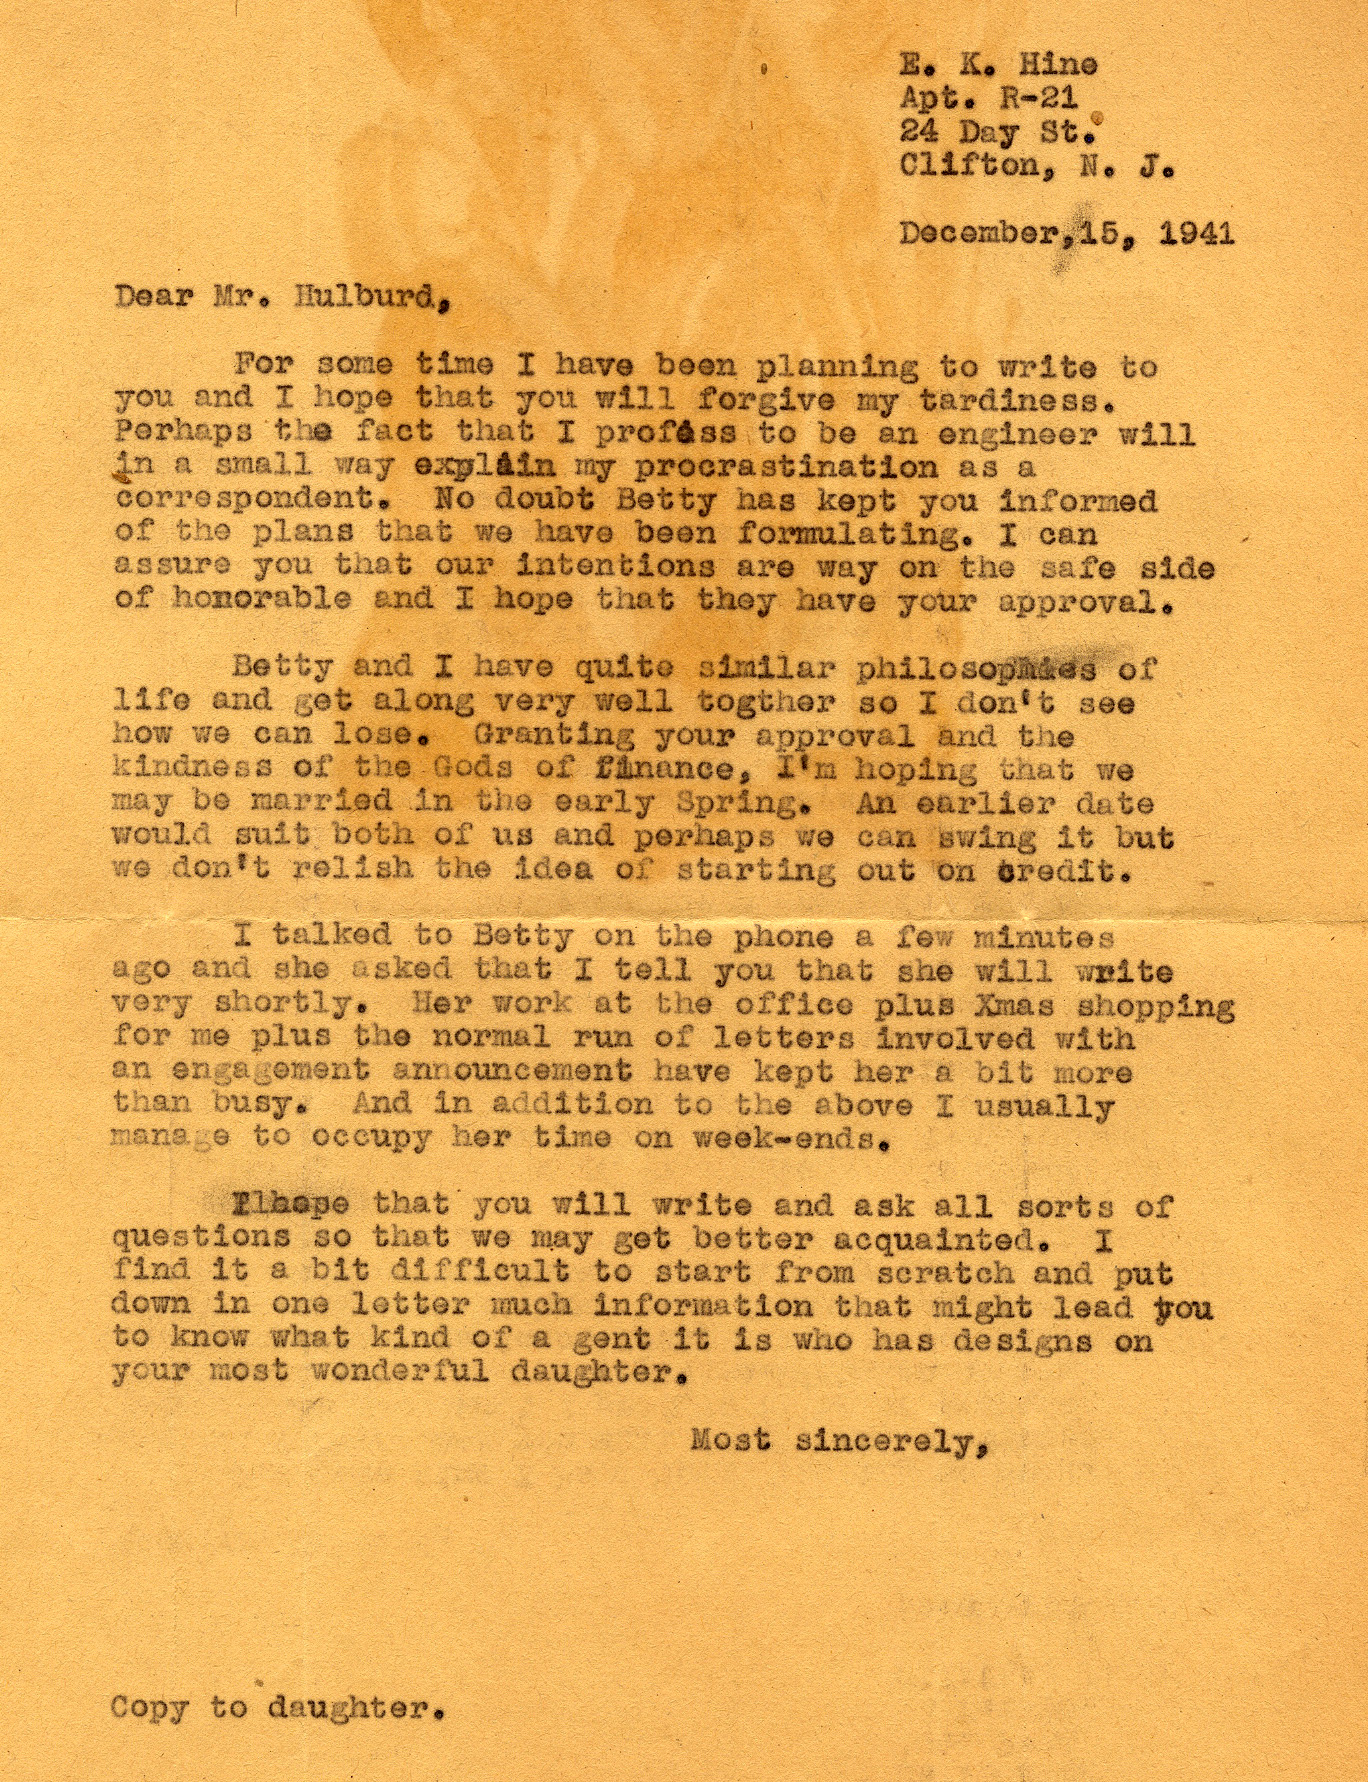 E. K. Hine
Apt. R-21
24 Day St.
Clifton, N. J.
December,15, 1941
Dear Mr. Hulburd,
For some time I have been planning to write to
you and I hope that you will forgive my tardiness.
Perhaps the fact that I profess to be an engineer will
in a small way explain my procrastination as a
correspondent. No doubt Betty has kept you informed
of the plans that we have been formulating. I can
assure you that our intentions are way on the safe side
of honorable and I hope that they have your approval.
Betty and I have quite similar philosophies of
life and get along very well togther so I don't see
how we can lose. Granting your approval and the
kindness of the Gods of finance, I'm hoping that we
may be married in the early Spring. An earlier date
would suit both of us and perhaps we can swing it but
we don't relish the idea of starting out on credit.
I talked to Betty on the phone a few minutes
ago and she asked that I tell you that she will write
very shortly. Her work at the office plus Xmas shopping
for me plus the normal run of letters involved with
an engagement announcement have kept her a bit more
than busy. And in addition to the above I usually
manage to occupy her time on week-ends.
I hope that you will write and ask all sorts of
questions so that we may get better acquainted. I
find it a bit difficult to start from scratch and put
down in one letter much information that might lead you
to know what kind of a gent it is who has designs on
your most wonderful daughter.
Most sincerely,
Copy to daughter.